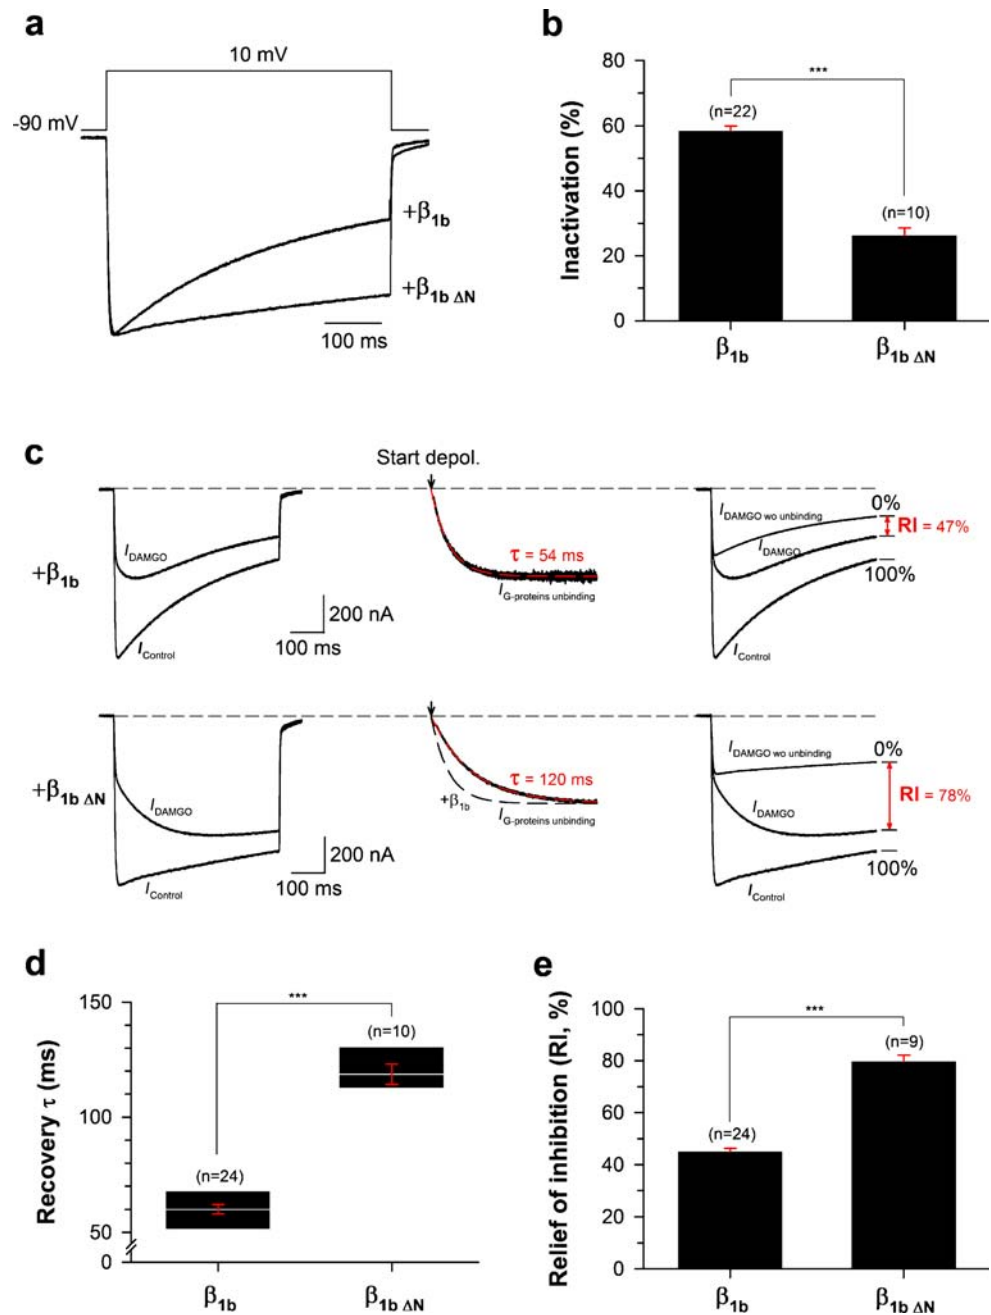 a
10 mV
-90 mV
+β1b
+β1b ΔN
100 ms
b
Inactivation (%)
80
60
40
20
0
***
(n=22)
(n=10)
β1b
β1b ΔN
c
Start depol.
+β1b
IDAMGO
IControl
200 nA
100 ms
τ = 54 ms
IG-proteins unbinding
IDAMGO wo unbinding
0%
RI = 47%
IDAMGO
100%
IControl
+β1b ΔN
IDAMGO
IControl
200 nA
100 ms
τ = 120 ms
+β1b
IG-proteins unbinding
IDAMGO wo unbinding
0%
RI = 78%
IDAMGO
100%
IControl
d
Recovery τ (ms)
150
100
50
0
***
(n=24)
(n=10)
β1b
β1b ΔN
e
Relief of inhibition (RI, %)
100
80
60
40
20
0
***
(n=24)
(n=9)
β1b
β1b ΔN